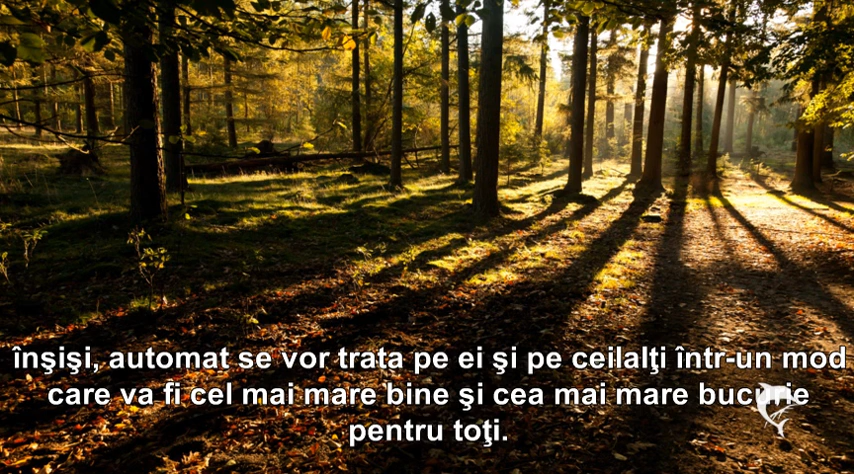 înşişi, automat se vor trata pe ei şi pe ceilalţi într-un mod
care va fi cel mai mare bine şi cea mai mare bucurie
pentru toţi.